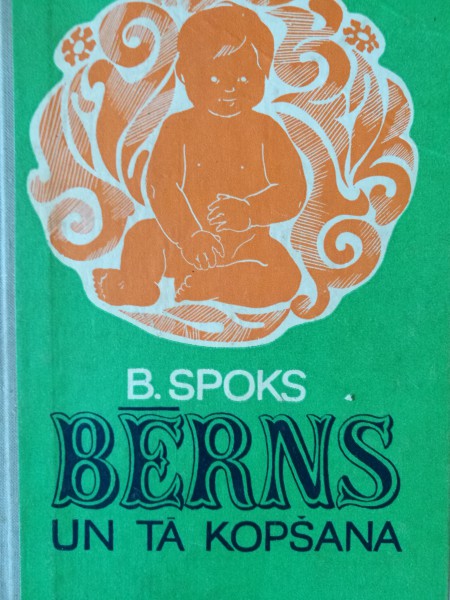 B. SPOKS
BĒRNS
UN TĀ KOPŠANA